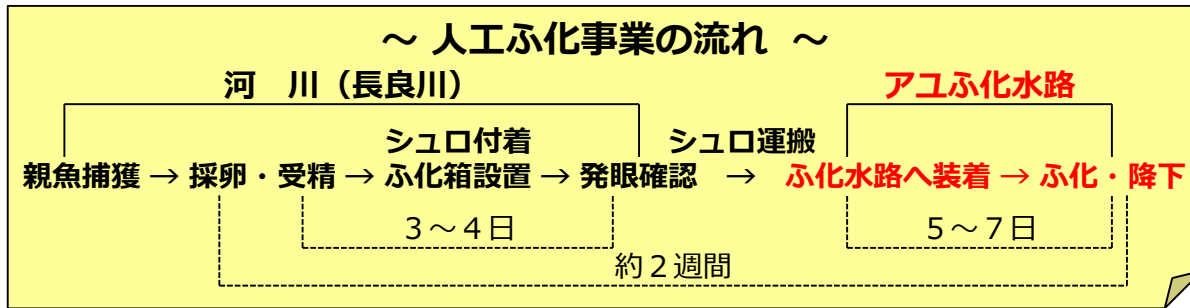 ～ 人工ふ化事業の流れ ～
河　川（長良川）
アユふ化水路
シュロ付着
シュロ運搬
親魚捕獲 → 採卵・受精 → ふ化箱設置 → 発眼確認　→　ふ化水路へ装着 → ふ化・降下
３～４日
５～７日
約２週間